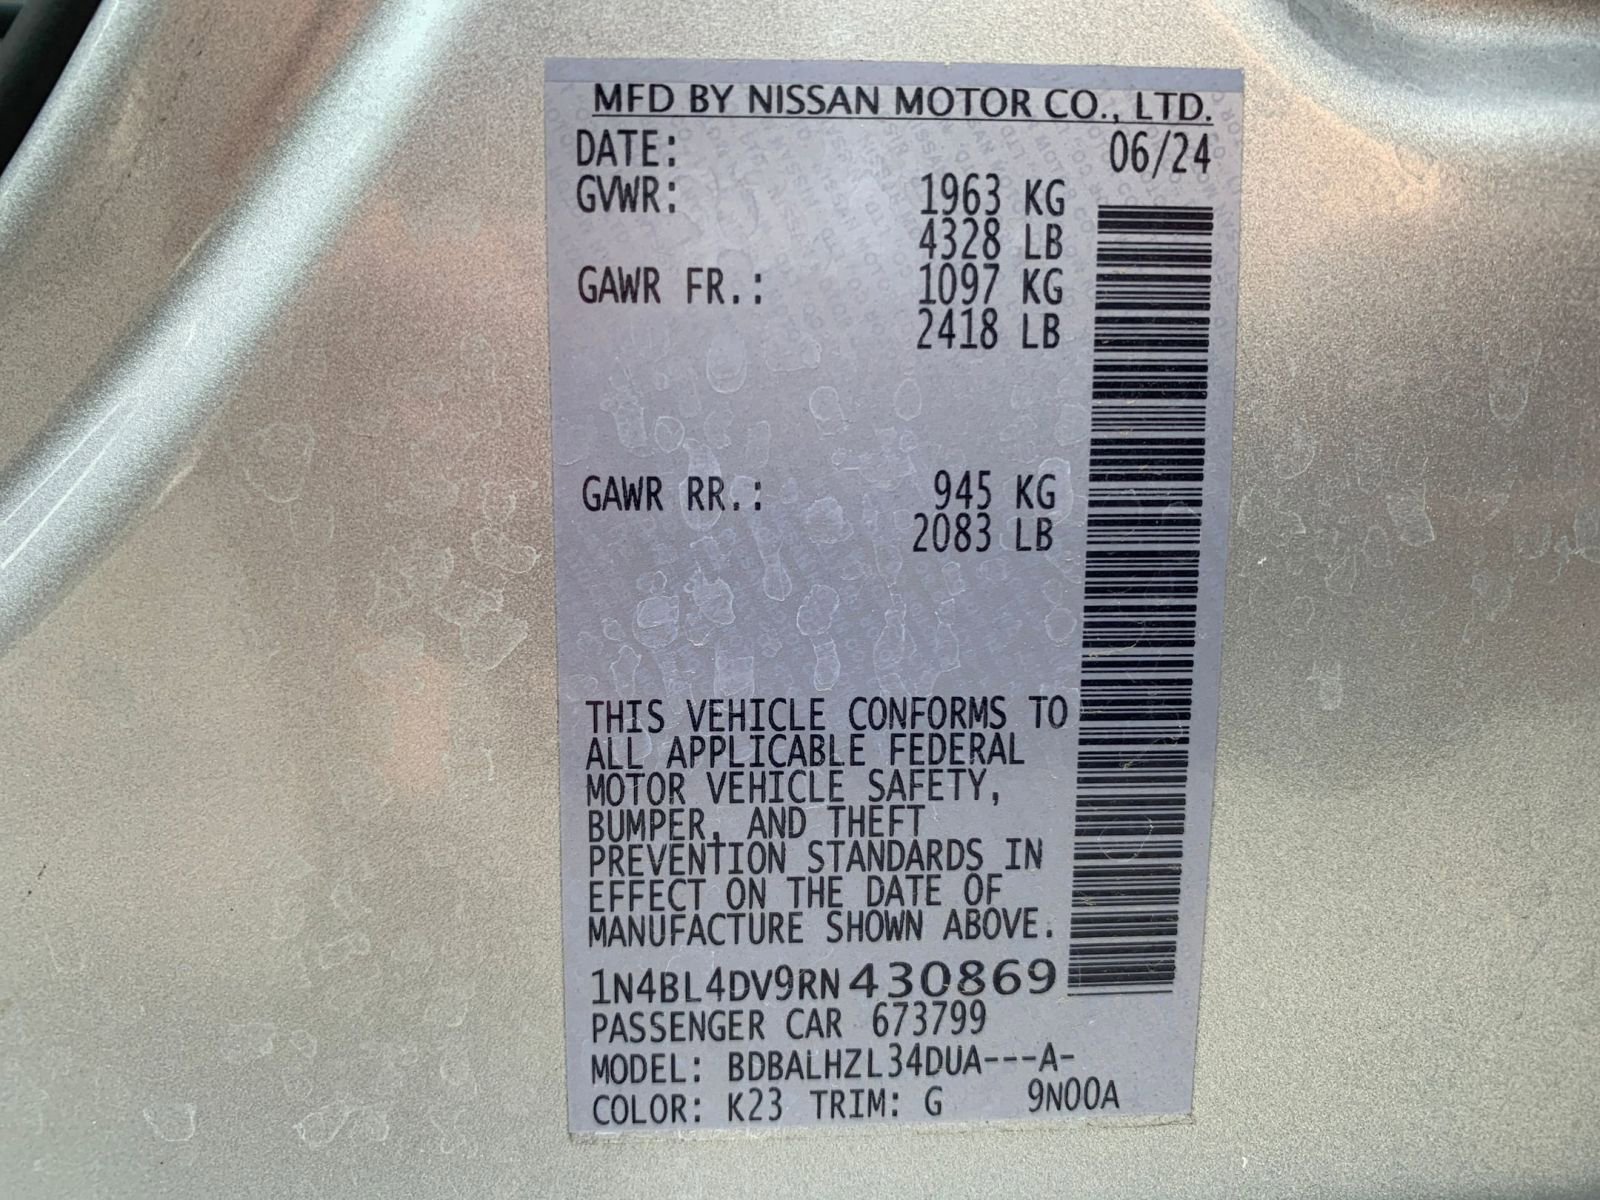 MFD BY NISSAN MOTOR CO., LTD.
DATE: 06/24
GVWR: 1963 KG
4328 LB
GAWR FR.: 1097 KG
2418 LB
GAWR RR.: 945 KG
2083 LB
THIS VEHICLE CONFORMS TO
ALL APPLICABLE FEDERAL
MOTOR VEHICLE SAFETY,
BUMPER, AND THEFT
PREVENTION STANDARDS IN
EFFECT ON THE DATE OF
MANUFACTURE SHOWN ABOVE.
1N4BL4DV9RN430869
PASSENGER CAR 673799
MODEL: BDBALHZL34DUA---A-
COLOR: K23 TRIM: G 9N00A